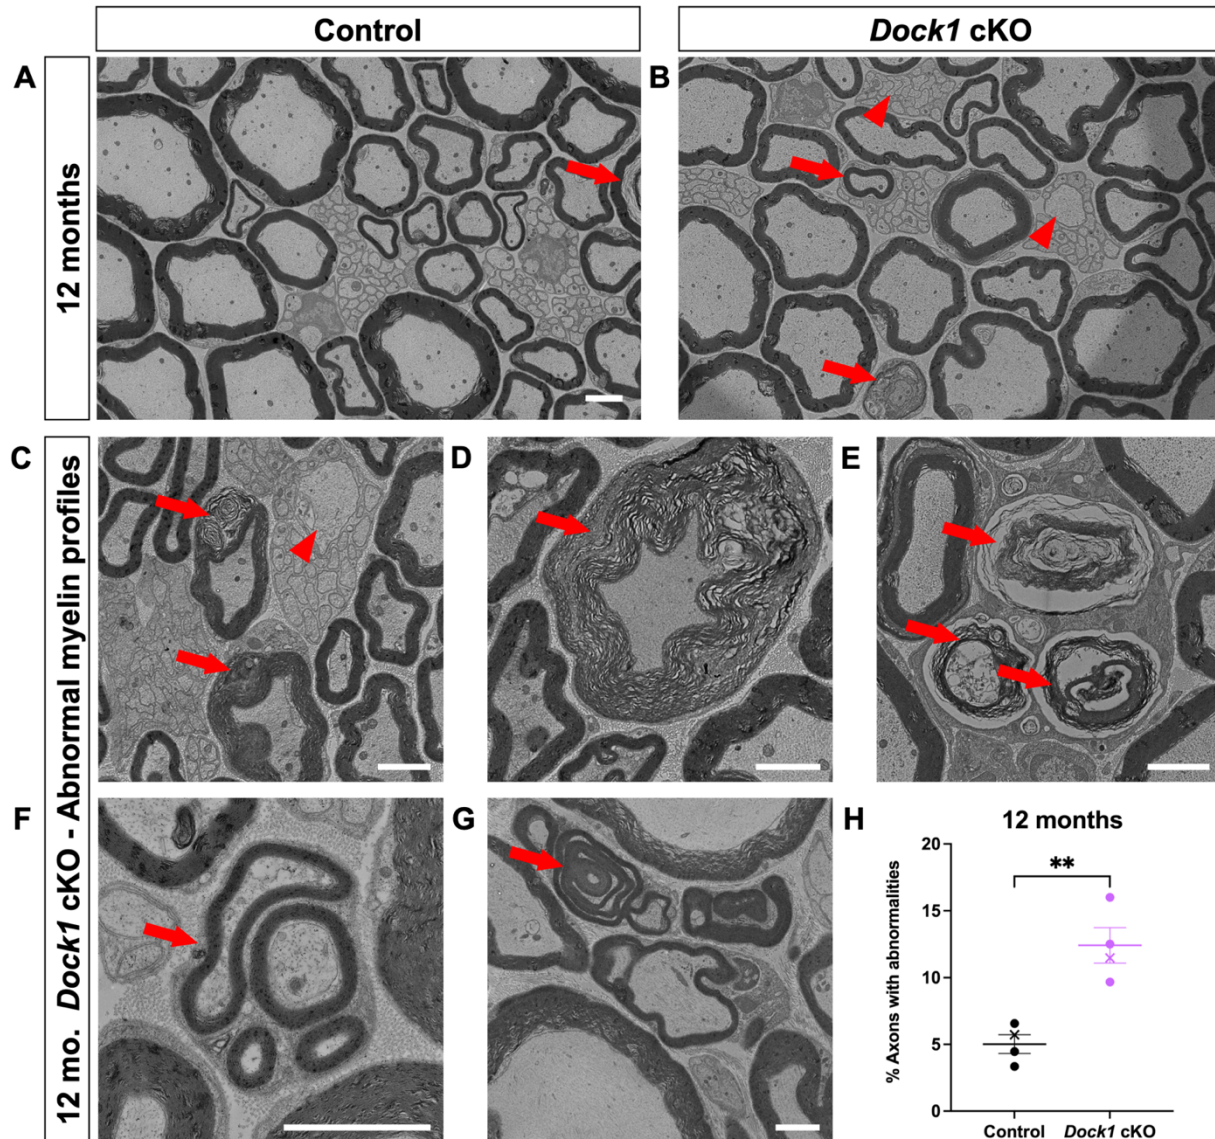 Control
Dock1 cKO
A
B
12 months
C
D
E
12 mo. Dock1 cKO - Abnormal myelin profiles
F
G
H
12 months
**
% Axons with abnormalities
20
15
10
5
0
Control
Dock1 cKO